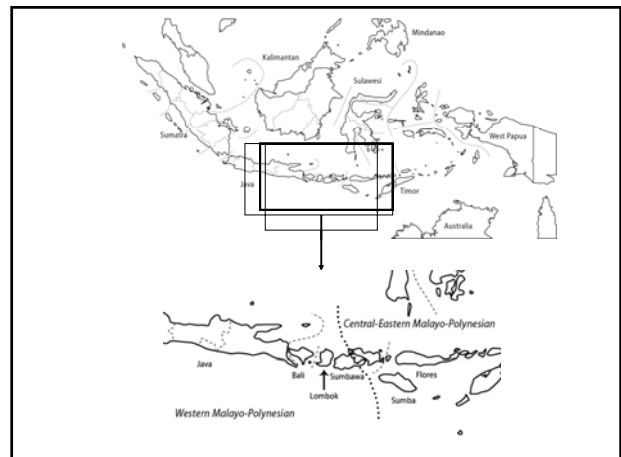 Mindanao
Kalimantan
Sulawesi
Sumatra
West Papua
Java
Timor
Australia
Central-Eastern Malayo-Polynesian
Java
Bali
Sumbawa
Flores
Lombok
Sumba
Western Malayo-Polynesian